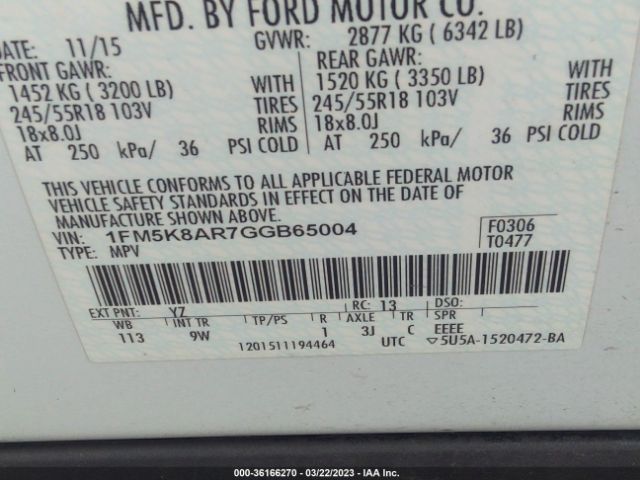 MFD. BY FORD MOTOR CO.
DATE: 11/15 GVWR: 2877 KG ( 6342 LB)
FRONT GAWR: REAR GAWR:
1452 KG ( 3200 LB) WITH 1520 KG ( 3350 LB) WITH
245/55R18 103V TIRES 245/55R18 103V TIRES
18x8.0J RIMS 18x8.0J RIMS
AT 250 kPa/ 36 PSI COLD AT 250 kPa/ 36 PSI COLD
THIS VEHICLE CONFORMS TO ALL APPLICABLE FEDERAL MOTOR
VEHICLE SAFETY STANDARDS IN EFFECT ON THE DATE OF
MANUFACTURE SHOWN ABOVE.
VIN: 1FM5K8AR7GGB65004 F0306
TYPE: MPV T0477
EXT PNT: Y7 RC: 13 DSO:
WB INT TR TP/PS R AXLE TR SPR
113 9W 1 3J C EEEE
1201511194464 UTC ▽5U5A-1520472-BA
000-36166270 - 03/22/2023 - IAA Inc.